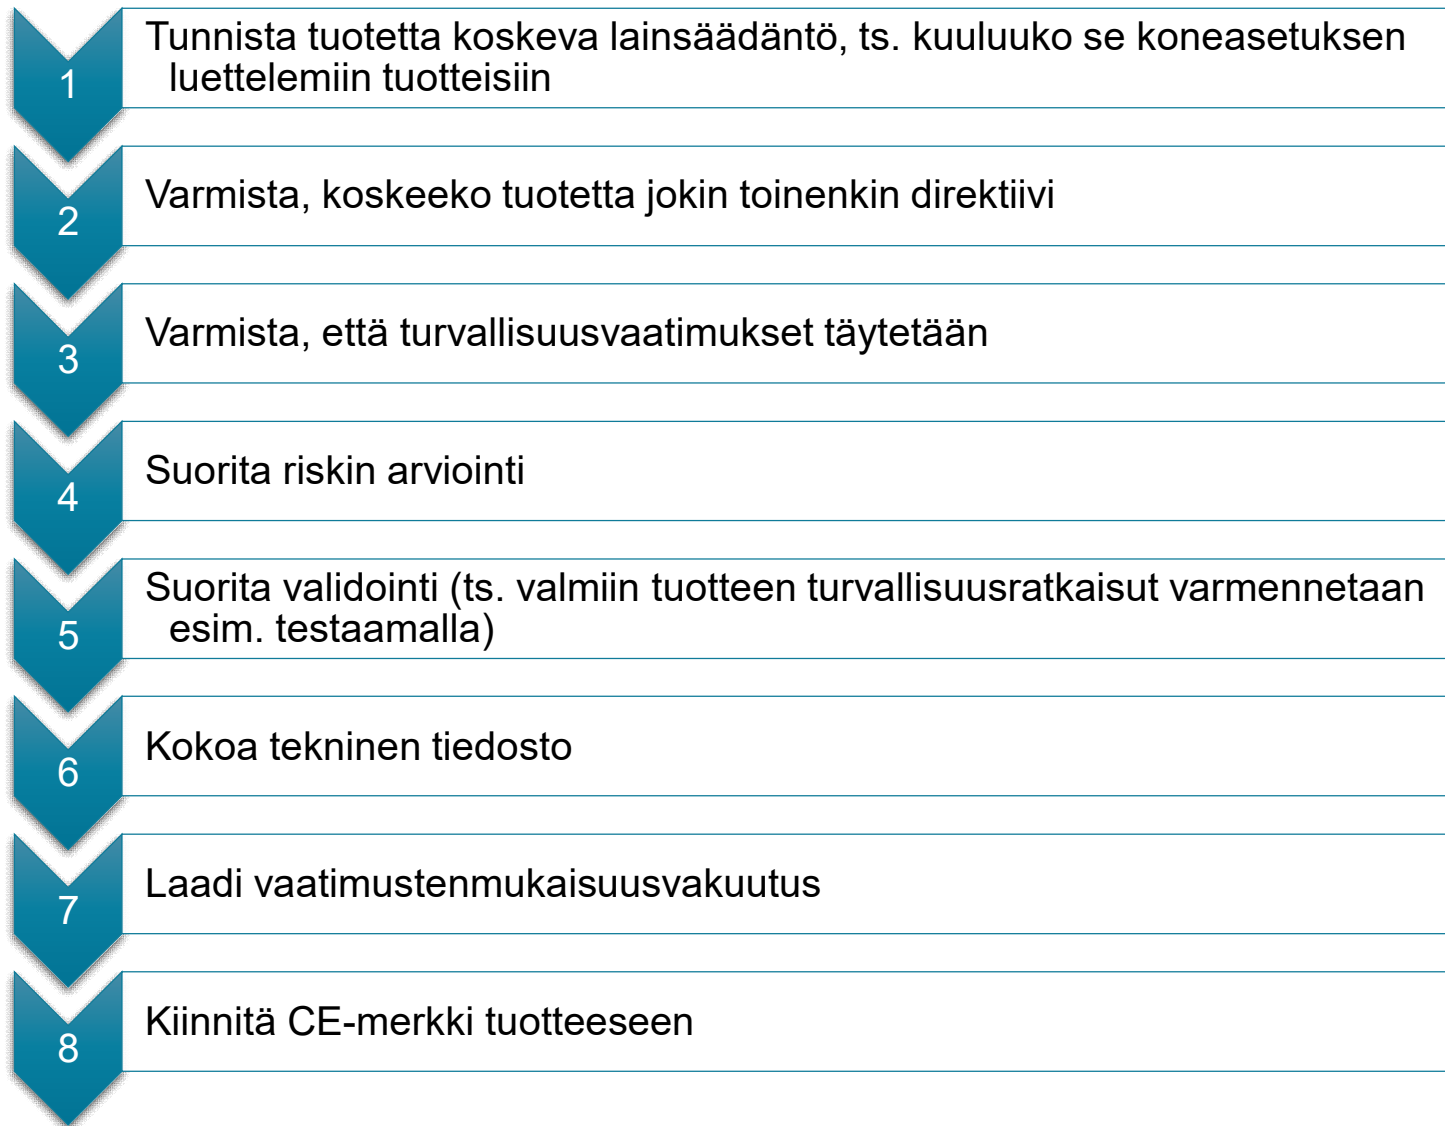 1
Tunnista tuotetta koskeva lainsäädäntö, ts. kuuluuko se koneasetuksen
luettelemiin tuotteisiin
2
Varmista, koskeeko tuotetta jokin toinenkin direktiivi
3
Varmista, että turvallisuusvaatimukset täytetään
4
Suorita riskin arviointi
5
Suorita validointi (ts. valmiin tuotteen turvallisuusratkaisut varmennetaan
esim. testaamalla)
6
Kokoa tekninen tiedosto
7
Laadi vaatimustenmukaisuusvakuutus
8
Kiinnitä CE-merkki tuotteeseen